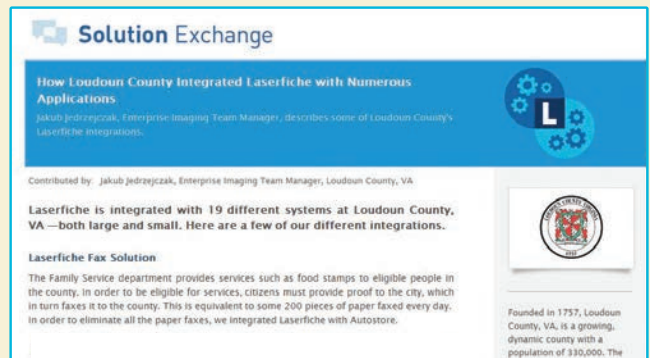 Solution Exchange
How Loudoun County Integrated Laserfiche with Numerous
Applications
Jakub Jedrzejczak, Enterprise Imaging Team Manager, describes some of Loudoun County's
Laserfiche integrations.
L
Contributed by: Jakub Jedrzejczak, Enterprise Imaging Team Manager, Loudoun County, VA
Laserfiche is integrated with 19 different systems at Loudoun County,
VA —both large and small. Here are a few of our different integrations.
Laserfiche Fax Solution
The Family Service department provides services such as food stamps to eligible people in
the county. In order to be eligible for services, citizens must provide proof to the city, which
in turn faxes it to the county. This is equivalent to some 200 pieces of paper faxed every day.
In order to eliminate all the paper faxes, we integrated Laserfiche with Autostore.
LOUDOUN COUNTY VIRGINIA
1757
Founded in 1757, Loudoun
County, VA, is a growing,
dynamic county with a
population of 330,000. The